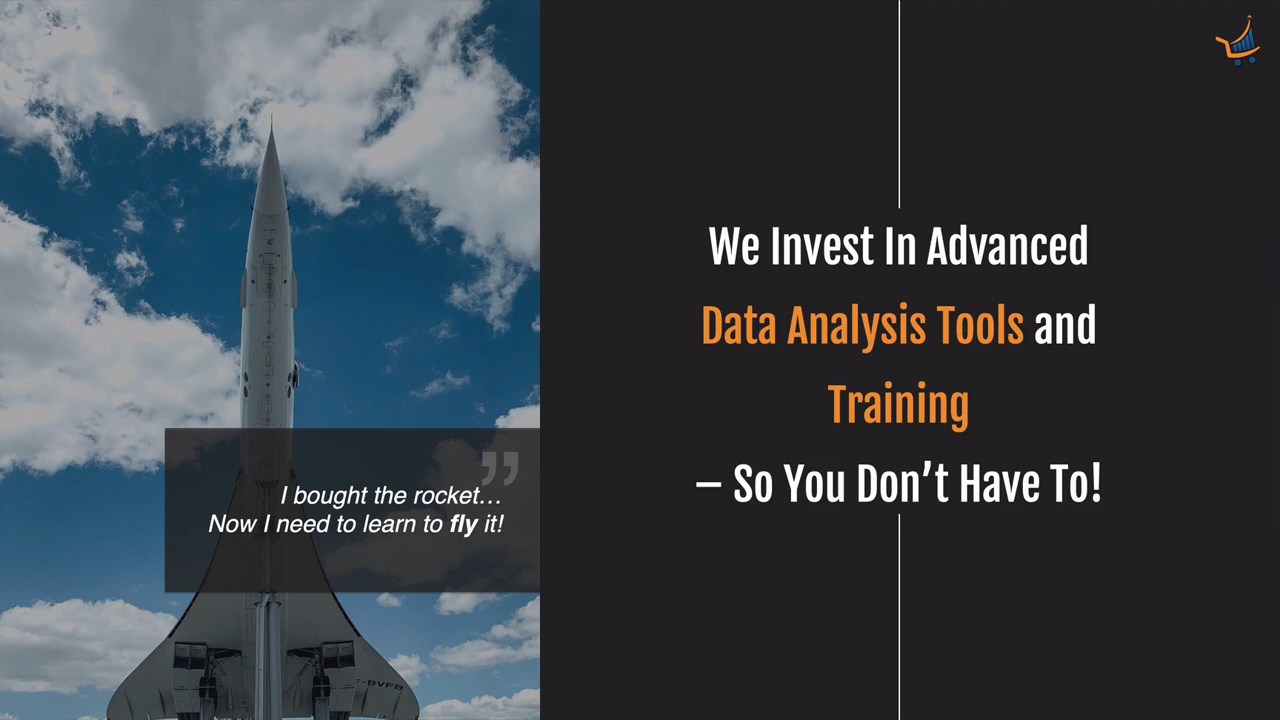 ”
I bought the rocket…
Now I need to learn to fly it!
F-BVFB
We Invest In Advanced
Data Analysis Tools and
Training
– So You Don’t Have To!